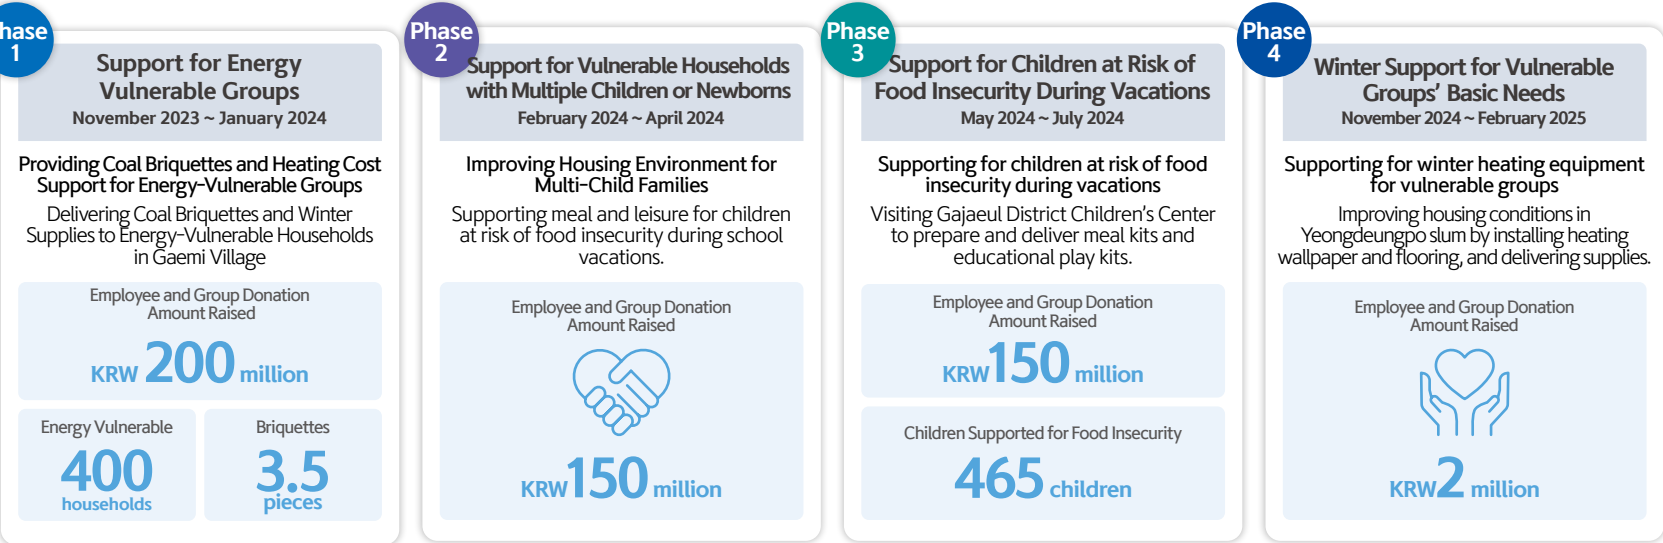 Phase
1
Support for Energy
Vulnerable Groups
November 2023 ~ January 2024
Providing Coal Briquettes and Heating Cost
Support for Energy-Vulnerable Groups
Delivering Coal Briquettes and Winter
Supplies to Energy-Vulnerable Households
in Gaemi Village
Employee and Group Donation
Amount Raised
KRW 200 million
Energy Vulnerable
400
households
Briquettes
3.5
pieces
Phase
2
Support for Vulnerable Households
with Multiple Children or Newborns
February 2024 ~ April 2024
Improving Housing Environment for
Multi-Child Families
Supporting meal and leisure for children
at risk of food insecurity during school
vacations.
Employee and Group Donation
Amount Raised
KRW 150 million
Phase
3
Support for Children at Risk of
Food Insecurity During Vacations
May 2024 ~ July 2024
Supporting for children at risk of food
insecurity during vacations
Visiting Gajaeul District Children's Center
to prepare and deliver meal kits and
educational play kits.
Employee and Group Donation
Amount Raised
KRW 150 million
Children Supported for Food Insecurity
465 children
Phase
4
Winter Support for Vulnerable
Groups' Basic Needs
November 2024 ~ February 2025
Supporting for winter heating equipment
for vulnerable groups
Improving housing conditions in
Yeongdeungpo slum by installing heating
wallpaper and flooring, and delivering supplies.
Employee and Group Donation
Amount Raised
KRW 2 million